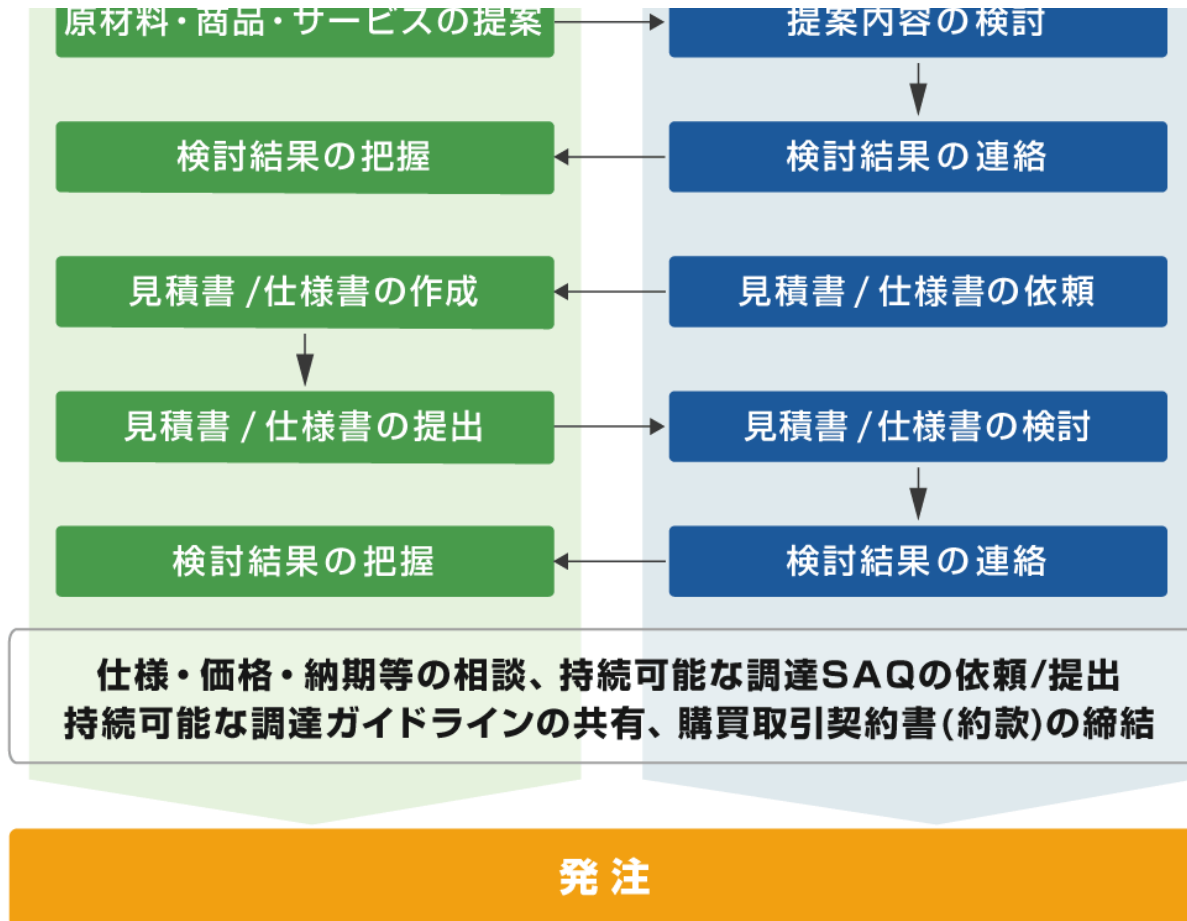 原材料・商品・サービスの提案
提案内容の検討
検討結果の把握
検討結果の連絡
見積書/仕様書の作成
見積書/仕様書の依頼
見積書/仕様書の提出
見積書/仕様書の検討
検討結果の把握
検討結果の連絡
仕様・価格・納期等の相談、持続可能な調達SAQの依頼/提出
持続可能な調達ガイドラインの共有、購買取引契約書(約款)の締結
発注